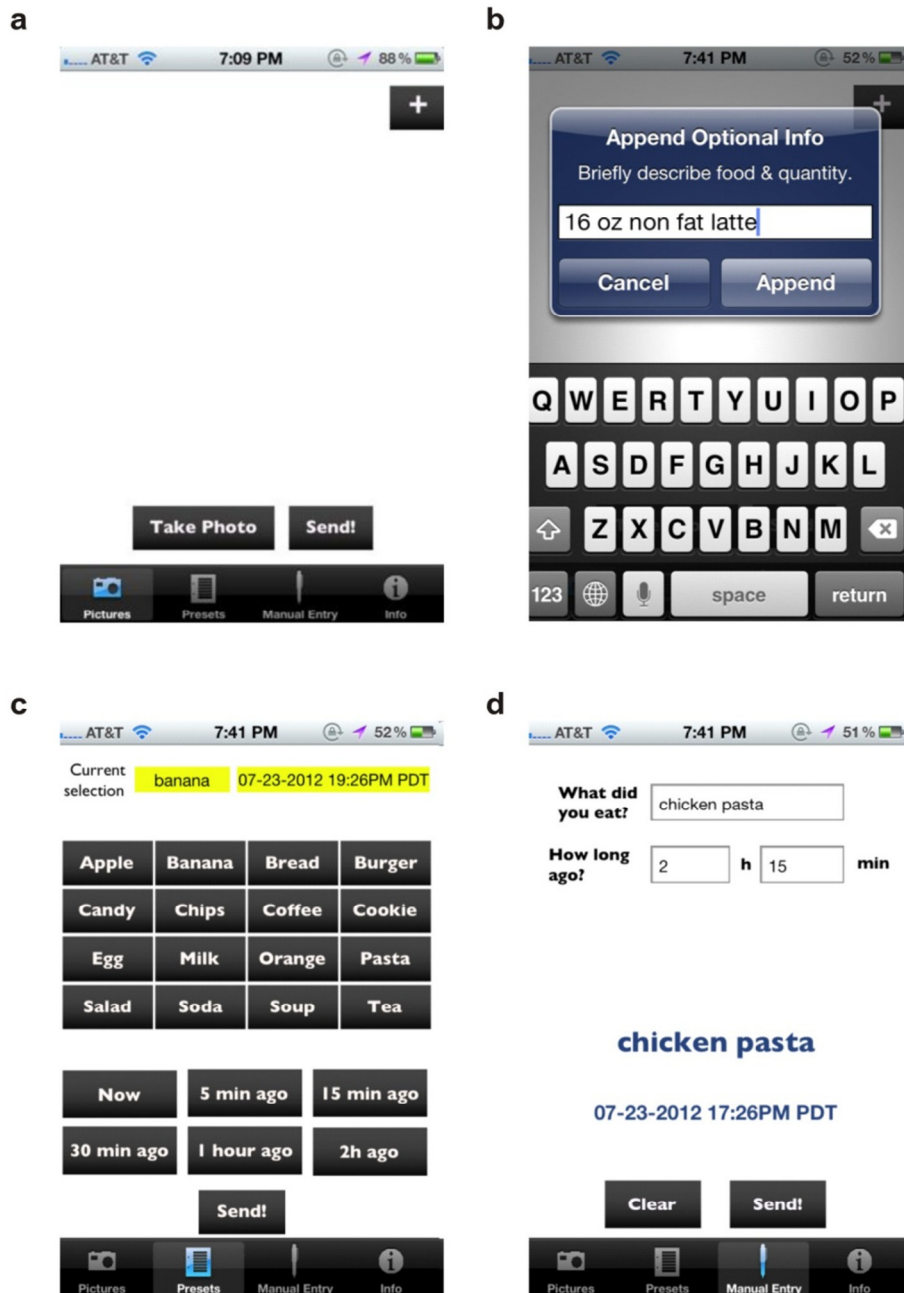 a
AT&T 7:09 PM 88%
+
Take Photo Send!
Pictures Presets Manual Entry Info
b
AT&T 7:41 PM 52%
+
Append Optional Info
Briefly describe food & quantity.
16 oz non fat latte
Cancel Append
Q W E R T Y U I O P
A S D F G H J K L
Z X C V B N M
123 space return
c
AT&T 7:41 PM 52%
Current
selection banana 07-23-2012 19:26PM PDT
Apple Banana Bread Burger
Candy Chips Coffee Cookie
Egg Milk Orange Pasta
Salad Soda Soup Tea
Now 5 min ago 15 min ago
30 min ago 1 hour ago 2h ago
Send!
Pictures Presets Manual Entry Info
d
AT&T 7:41 PM 51%
What did
you eat? chicken pasta
How long
ago? 2 h 15 min
chicken pasta
07-23-2012 17:26PM PDT
Clear Send!
Pictures Presets Manual Entry Info